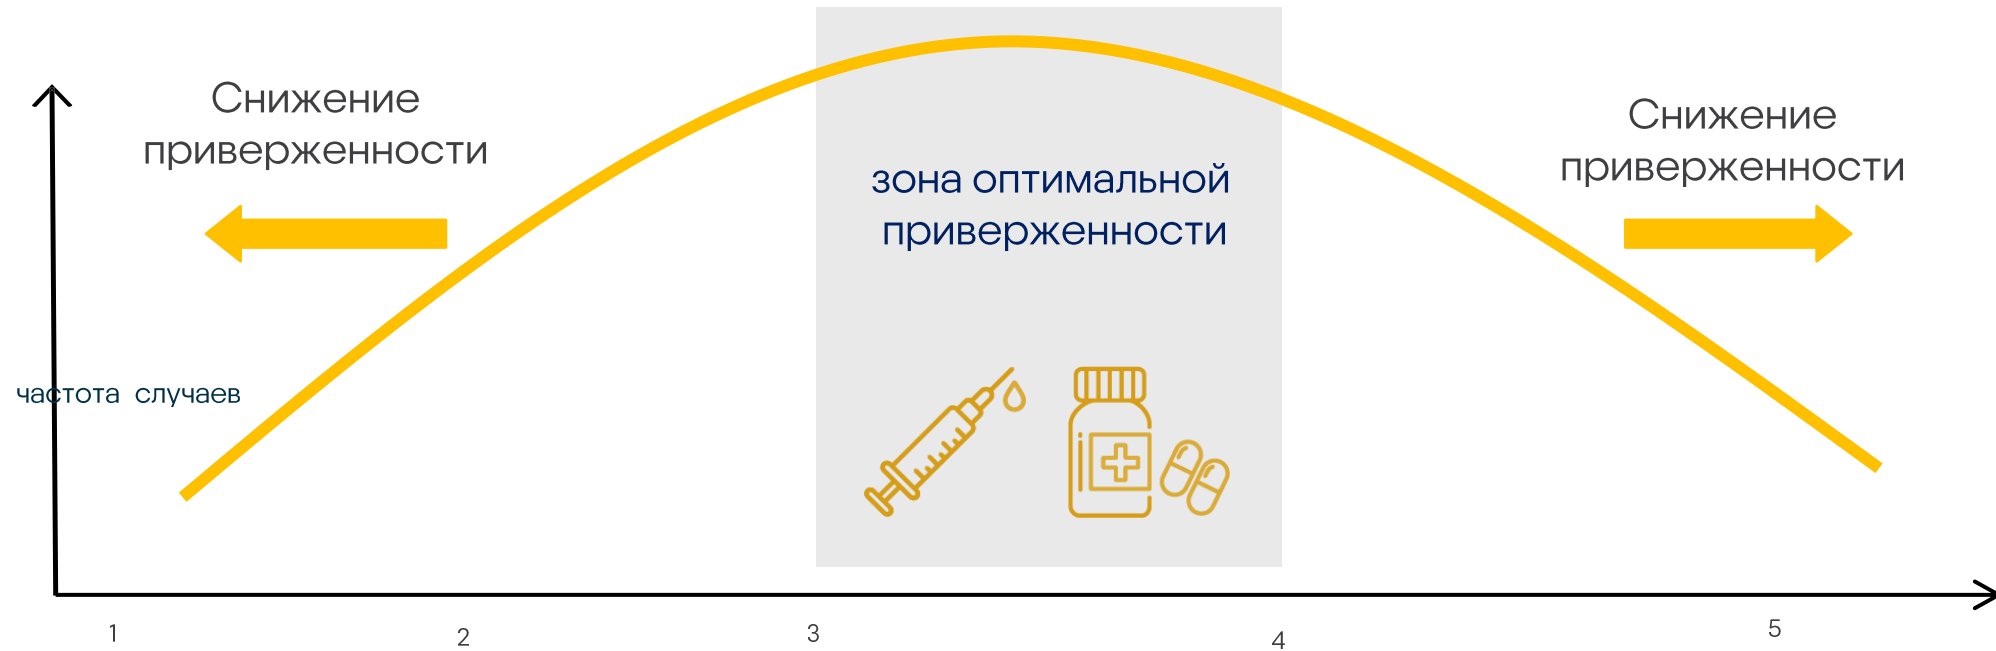 Снижение
приверженности
Снижение
приверженности
зона оптимальной
приверженности
частота случаев
1
2
3
4
5